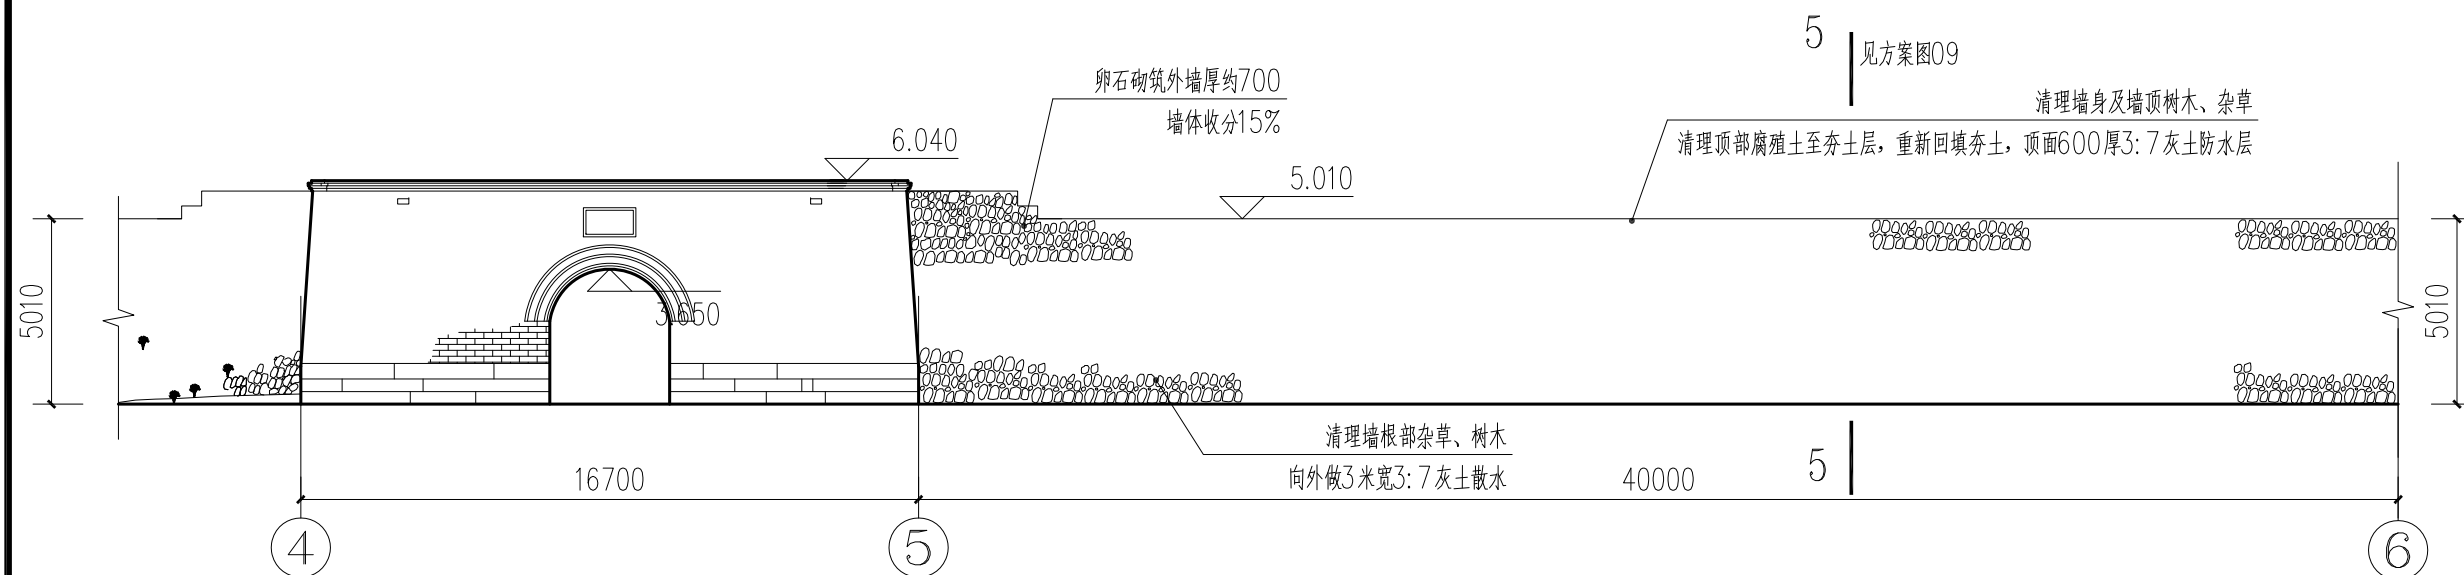 5
见方案图09
卵石砌筑外墙厚约700
墙体收分15%
清理墙身及墙顶树木、杂草
清理顶部腐殖土至夯土层，重新回填夯土，顶面600厚3:7灰土防水层
6.040
5.010
5010
3.650
5010
清理墙根部杂草、树木
向外做3米宽3:7灰土散水
5
16700
40000
4
5
6